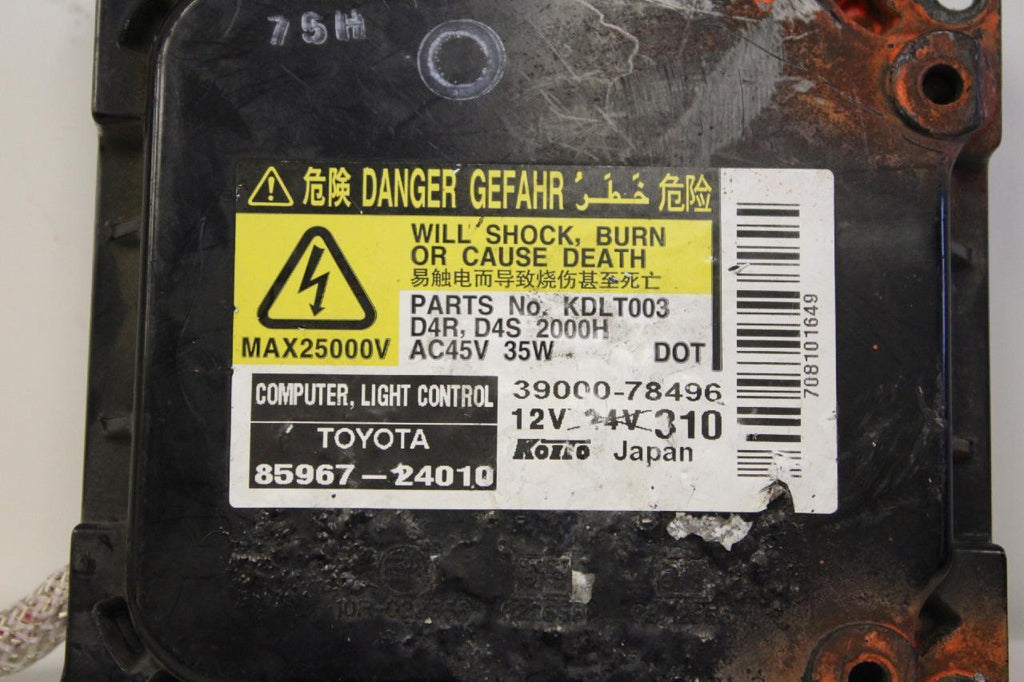 75H
危険 DANGER GEFAHR خَطَرٌ 危险
WILL SHOCK, BURN
OR CAUSE DEATH
易触电而导致烧伤甚至死亡
MAX25000V
PARTS No. KDLT003
D4R, D4S 2000H
AC45V 35W DOT
COMPUTER, LIGHT CONTROL
TOYOTA
85967-24010
39000-78496
12V 24V 310
KOITO Japan
708101649